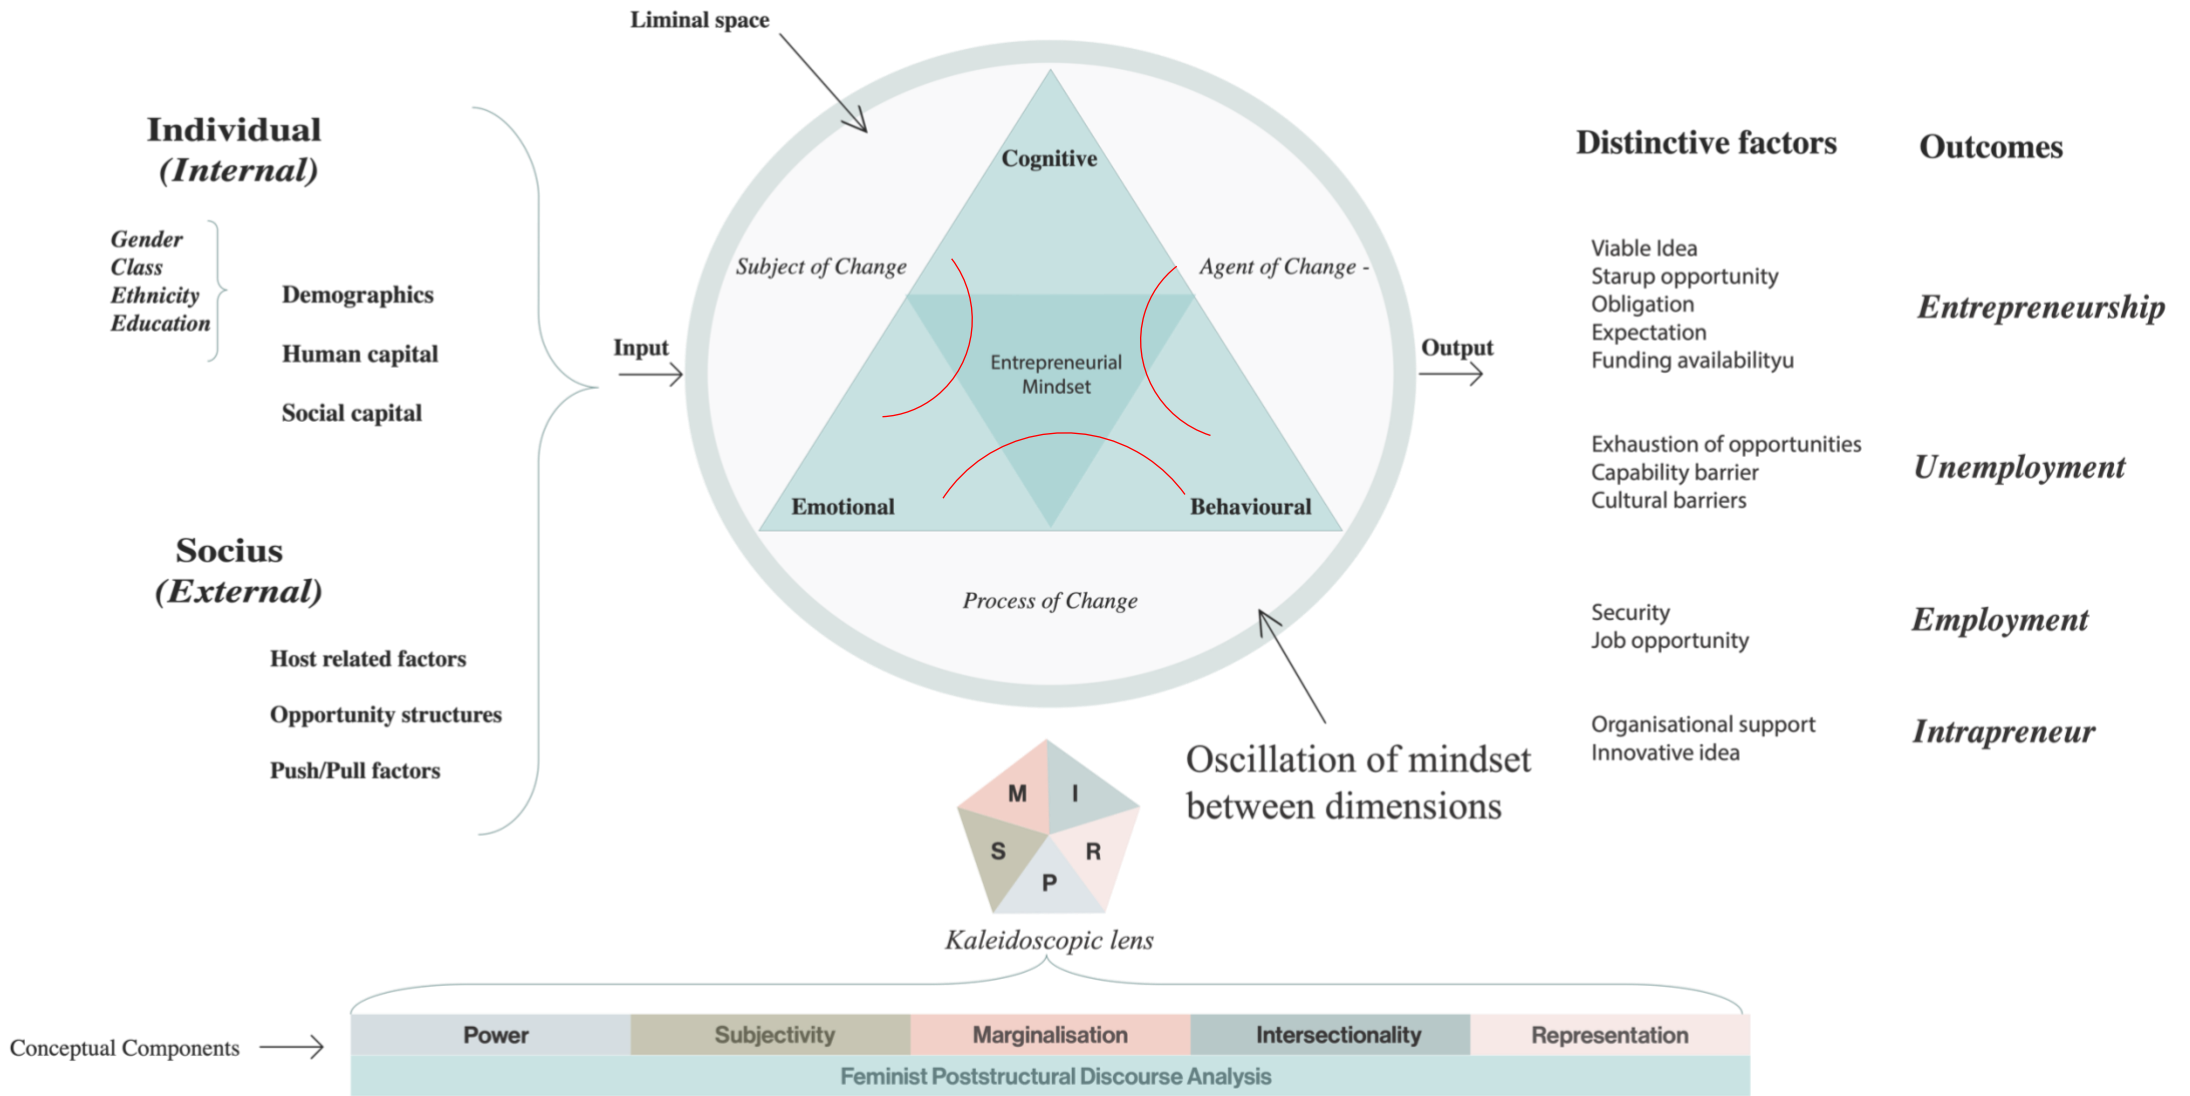 Liminal space
Individual
(Internal)
Gender
Class
Ethnicity
Education
Demographics
Human capital
Social capital
Socius
(External)
Host related factors
Opportunity structures
Push/Pull factors
Input
Cognitive
Subject of Change
Agent of Change -
Entrepreneurial
Mindset
Emotional
Behavioural
Process of Change
Output
Oscillation of mindset
between dimensions
Distinctive factors
Outcomes
Viable Idea
Starup opportunity
Obligation
Expectation
Funding availabilityu
Entrepreneurship
Exhaustion of opportunities
Capability barrier
Cultural barriers
Unemployment
Security
Job opportunity
Employment
Organisational support
Innovative idea
Intrapreneur
M
I
S
R
P
Kaleidoscopic lens
Conceptual Components
Power
Subjectivity
Marginalisation
Intersectionality
Representation
Feminist Poststructural Discourse Analysis